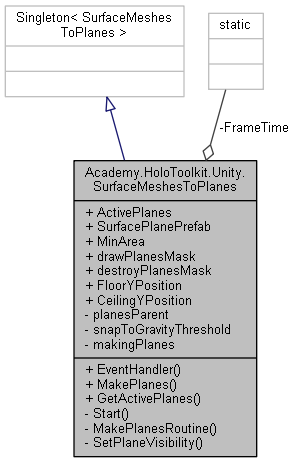 Singleton< SurfaceMeshes
ToPlanes >
static
-FrameTime
Academy.HoloToolkit.Unity.
SurfaceMeshesToPlanes
+ ActivePlanes
+ SurfacePlanePrefab
+ MinArea
+ drawPlanesMask
+ destroyPlanesMask
+ FloorYPosition
+ CeilingYPosition
- planesParent
- snapToGravityThreshold
- makingPlanes
+ EventHandler()
+ MakePlanes()
+ GetActivePlanes()
- Start()
- MakePlanesRoutine()
- SetPlaneVisibility()